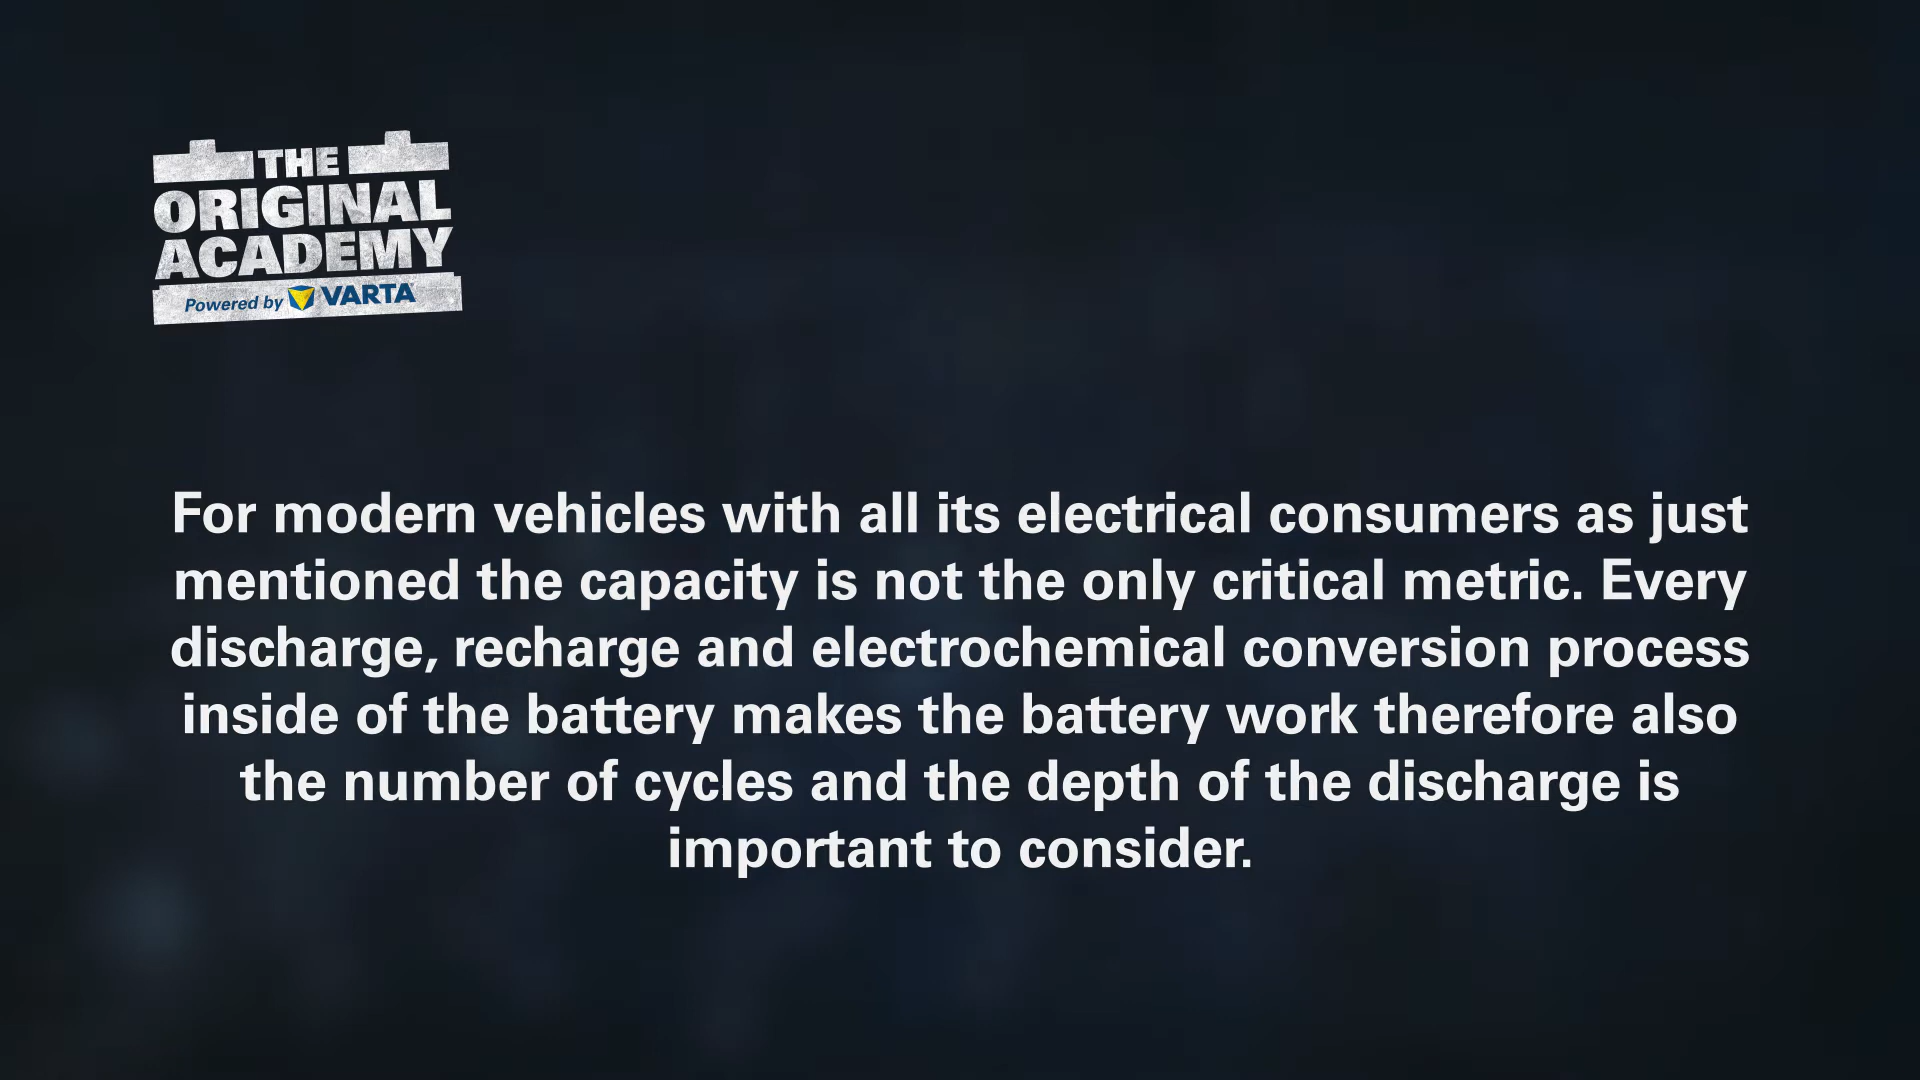 THE
ORIGINAL
ACADEMY
Powered by VARTA
For modern vehicles with all its electrical consumers as just
mentioned the capacity is not the only critical metric. Every
discharge, recharge and electrochemical conversion process
inside of the battery makes the battery work therefore also
the number of cycles and the depth of the discharge is
important to consider.